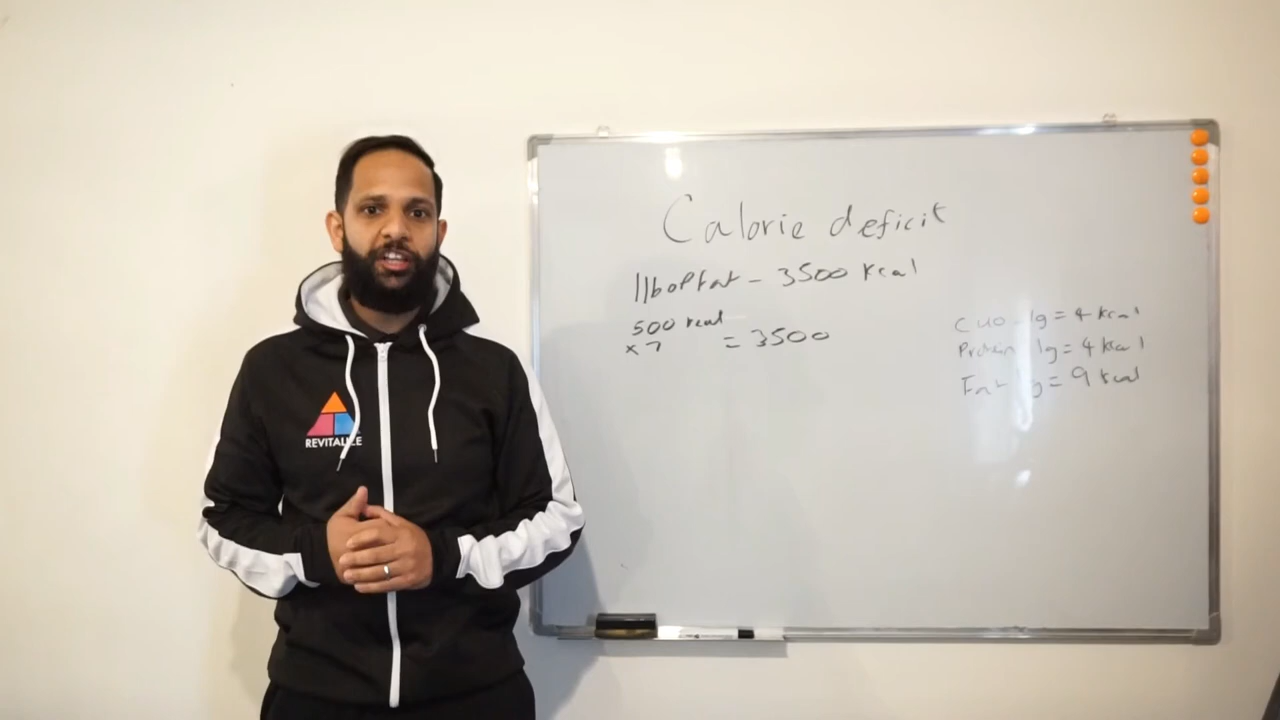 REVITALICE
Calorie deficit
1lb of fat - 3500 kcal
500 kcal
x 7 = 3500
CHO 1g = 4 kcal
Protein 1g = 4 kcal
Fat 1g = 9 kcal